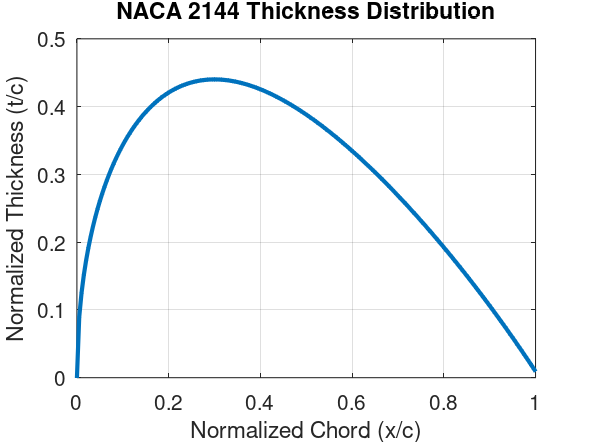 NACA 2144 Thickness Distribution
0.5
0.4
0.3
0.2
0.1
0
Normalized Thickness (t/c)
0 0.2 0.4 0.6 0.8 1
Normalized Chord (x/c)